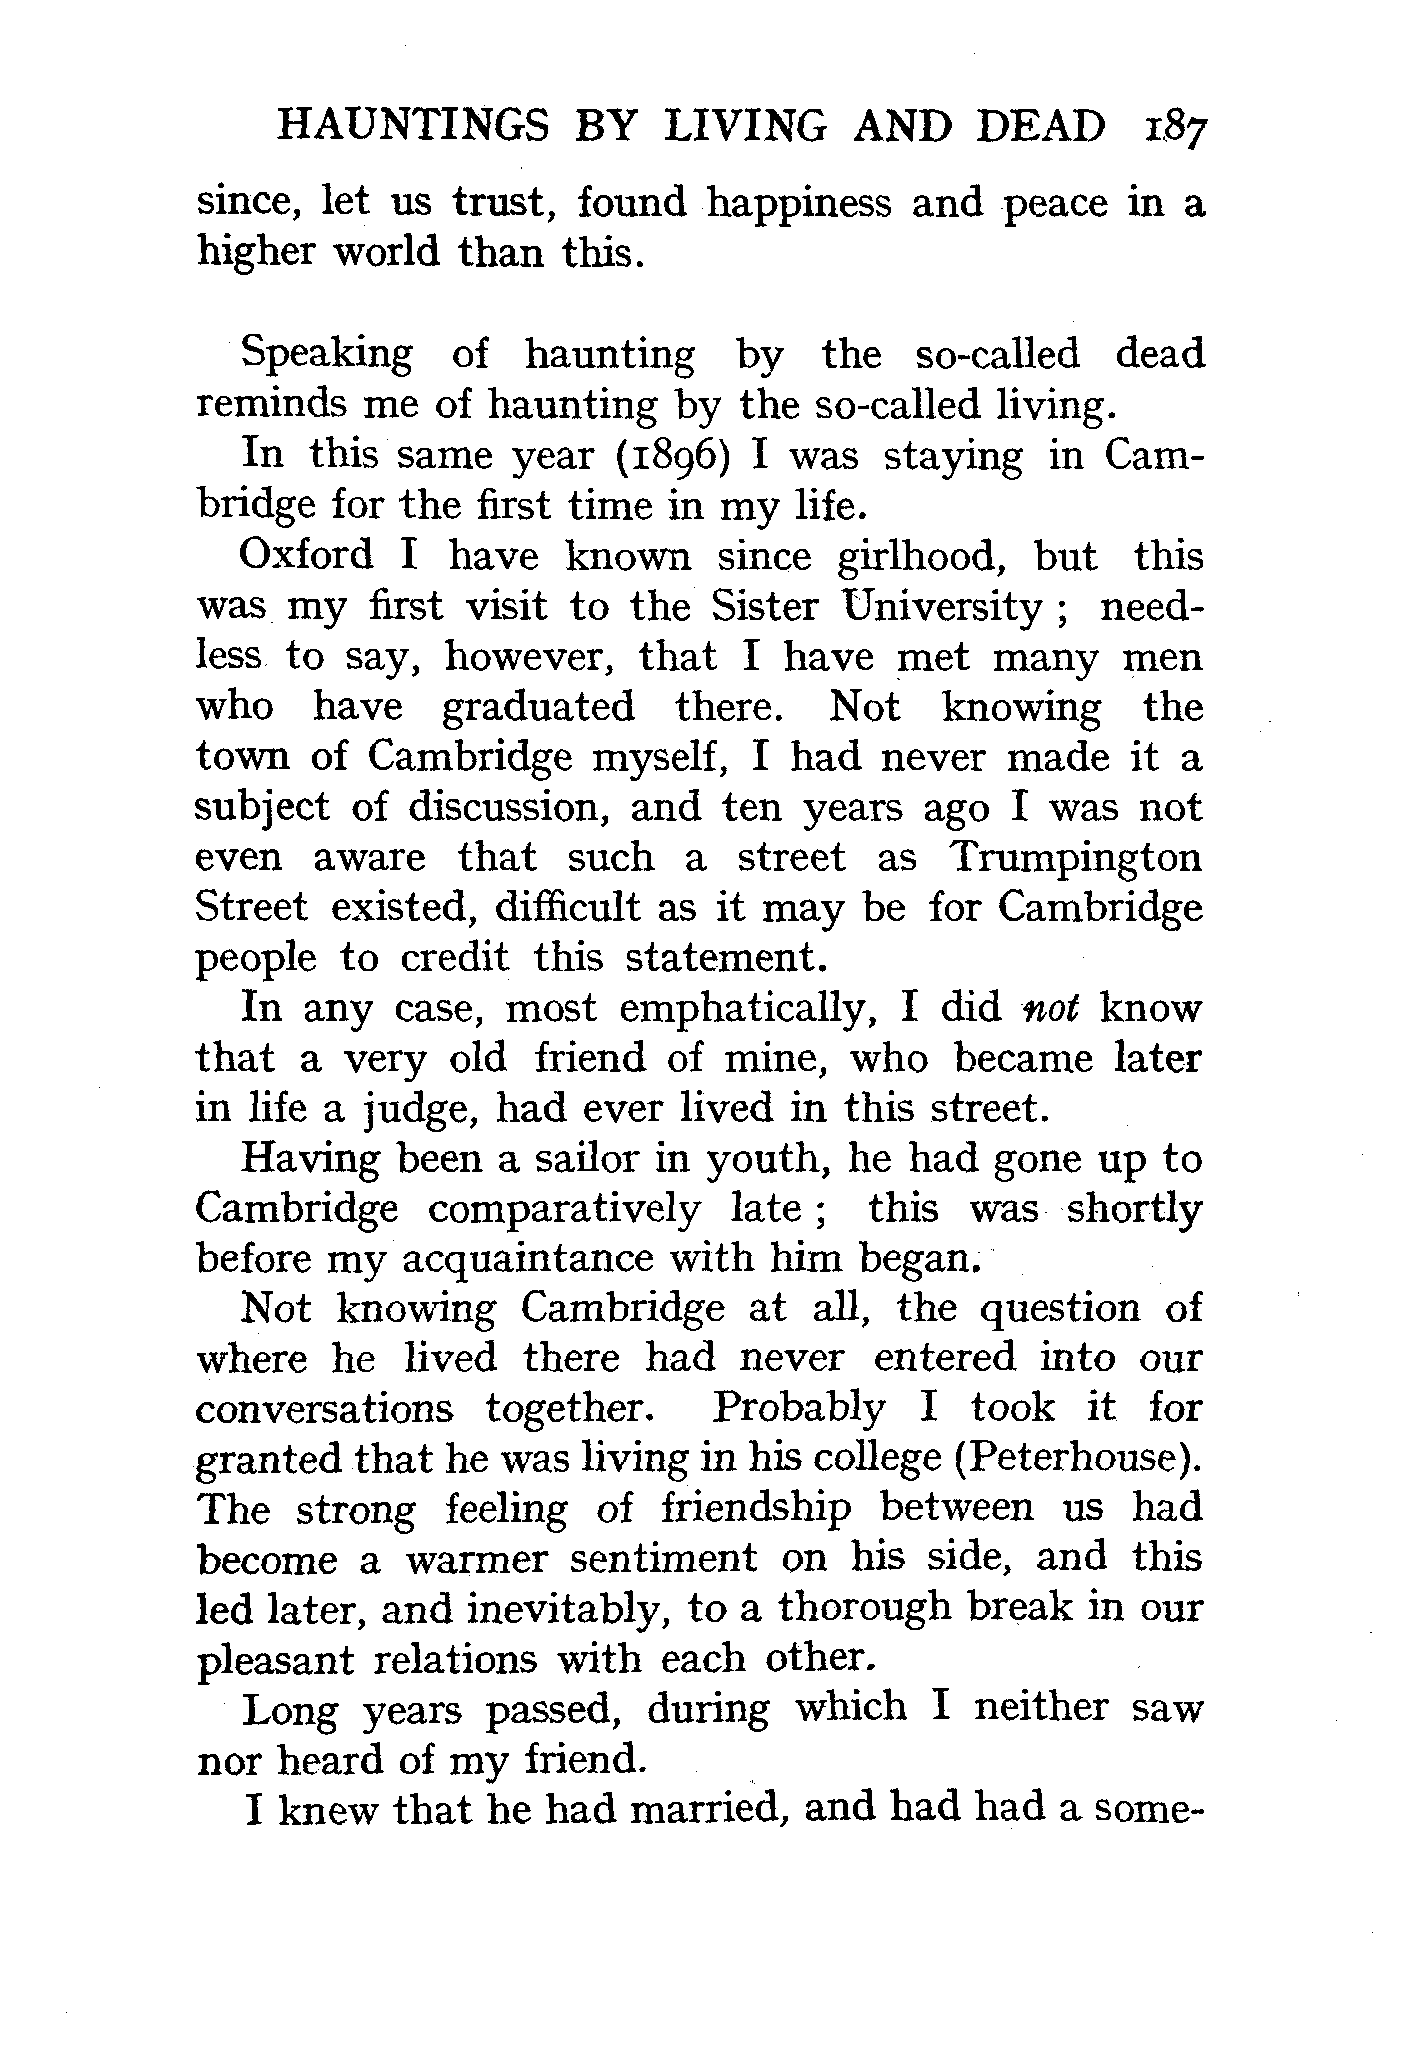 HAUNTINGS BY LIVING AND DEAD 187
since, let us trust, found happiness and peace in a
higher world than this.
Speaking of haunting by the so-called dead
reminds me of haunting by the so-called living.
In this same year (1896) I was staying in Cam-
bridge for the first time in my life.
Oxford I have known since girlhood, but this
was my first visit to the Sister University ; need-
less to say, however, that I have met many men
who have graduated there. Not knowing the
town of Cambridge myself, I had never made it a
subject of discussion, and ten years ago I was not
even aware that such a street as Trumpington
Street existed, difficult as it may be for Cambridge
people to credit this statement.
In any case, most emphatically, I did not know
that a very old friend of mine, who became later
in life a judge, had ever lived in this street.
Having been a sailor in youth, he had gone up to
Cambridge comparatively late ; this was shortly
before my acquaintance with him began.
Not knowing Cambridge at all, the question of
where he lived there had never entered into our
conversations together. Probably I took it for
granted that he was living in his college (Peterhouse).
The strong feeling of friendship between us had
become a warmer sentiment on his side, and this
led later, and inevitably, to a thorough break in our
pleasant relations with each other.
Long years passed, during which I neither saw
nor heard of my friend.
I knew that he had married, and had had a some-